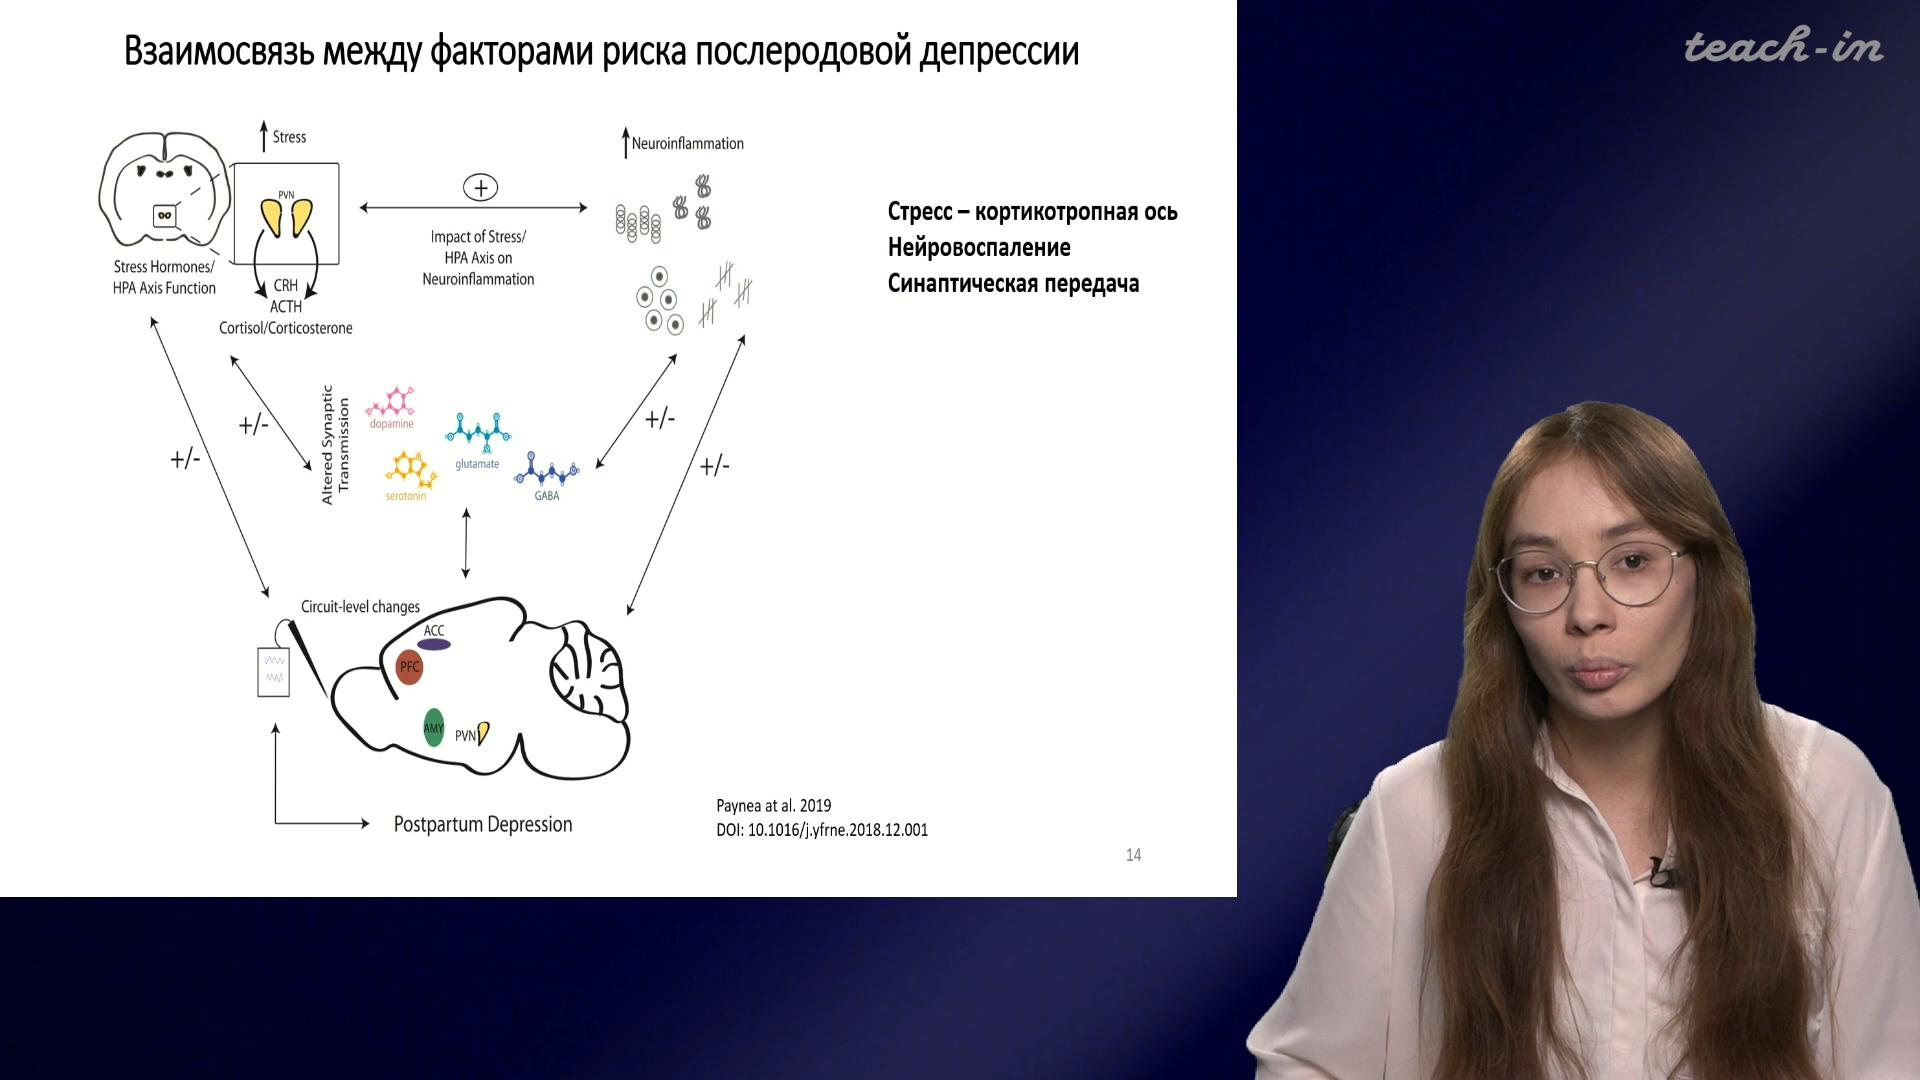 teach-in
Взаимосвязь между факторами риска послеродовой депрессии
Stress
PVN
Stress Hormones/
HPA Axis Function
CRH
ACTH
Cortisol/Corticosterone
+
Impact of Stress/
HPA Axis on
Neuroinflammation
Neuroinflammation
Стресс – кортикотропная ось
Нейровоспаление
Синаптическая передача
+/-
+/-
+/-
+/-
Altered Synaptic
Transmission
dopamine
glutamate
serotonin
GABA
Circuit-level changes
ACC
PFC
AMY
PVN
Postpartum Depression
Paynea at al. 2019
DOI: 10.1016/j.yfrne.2018.12.001
14